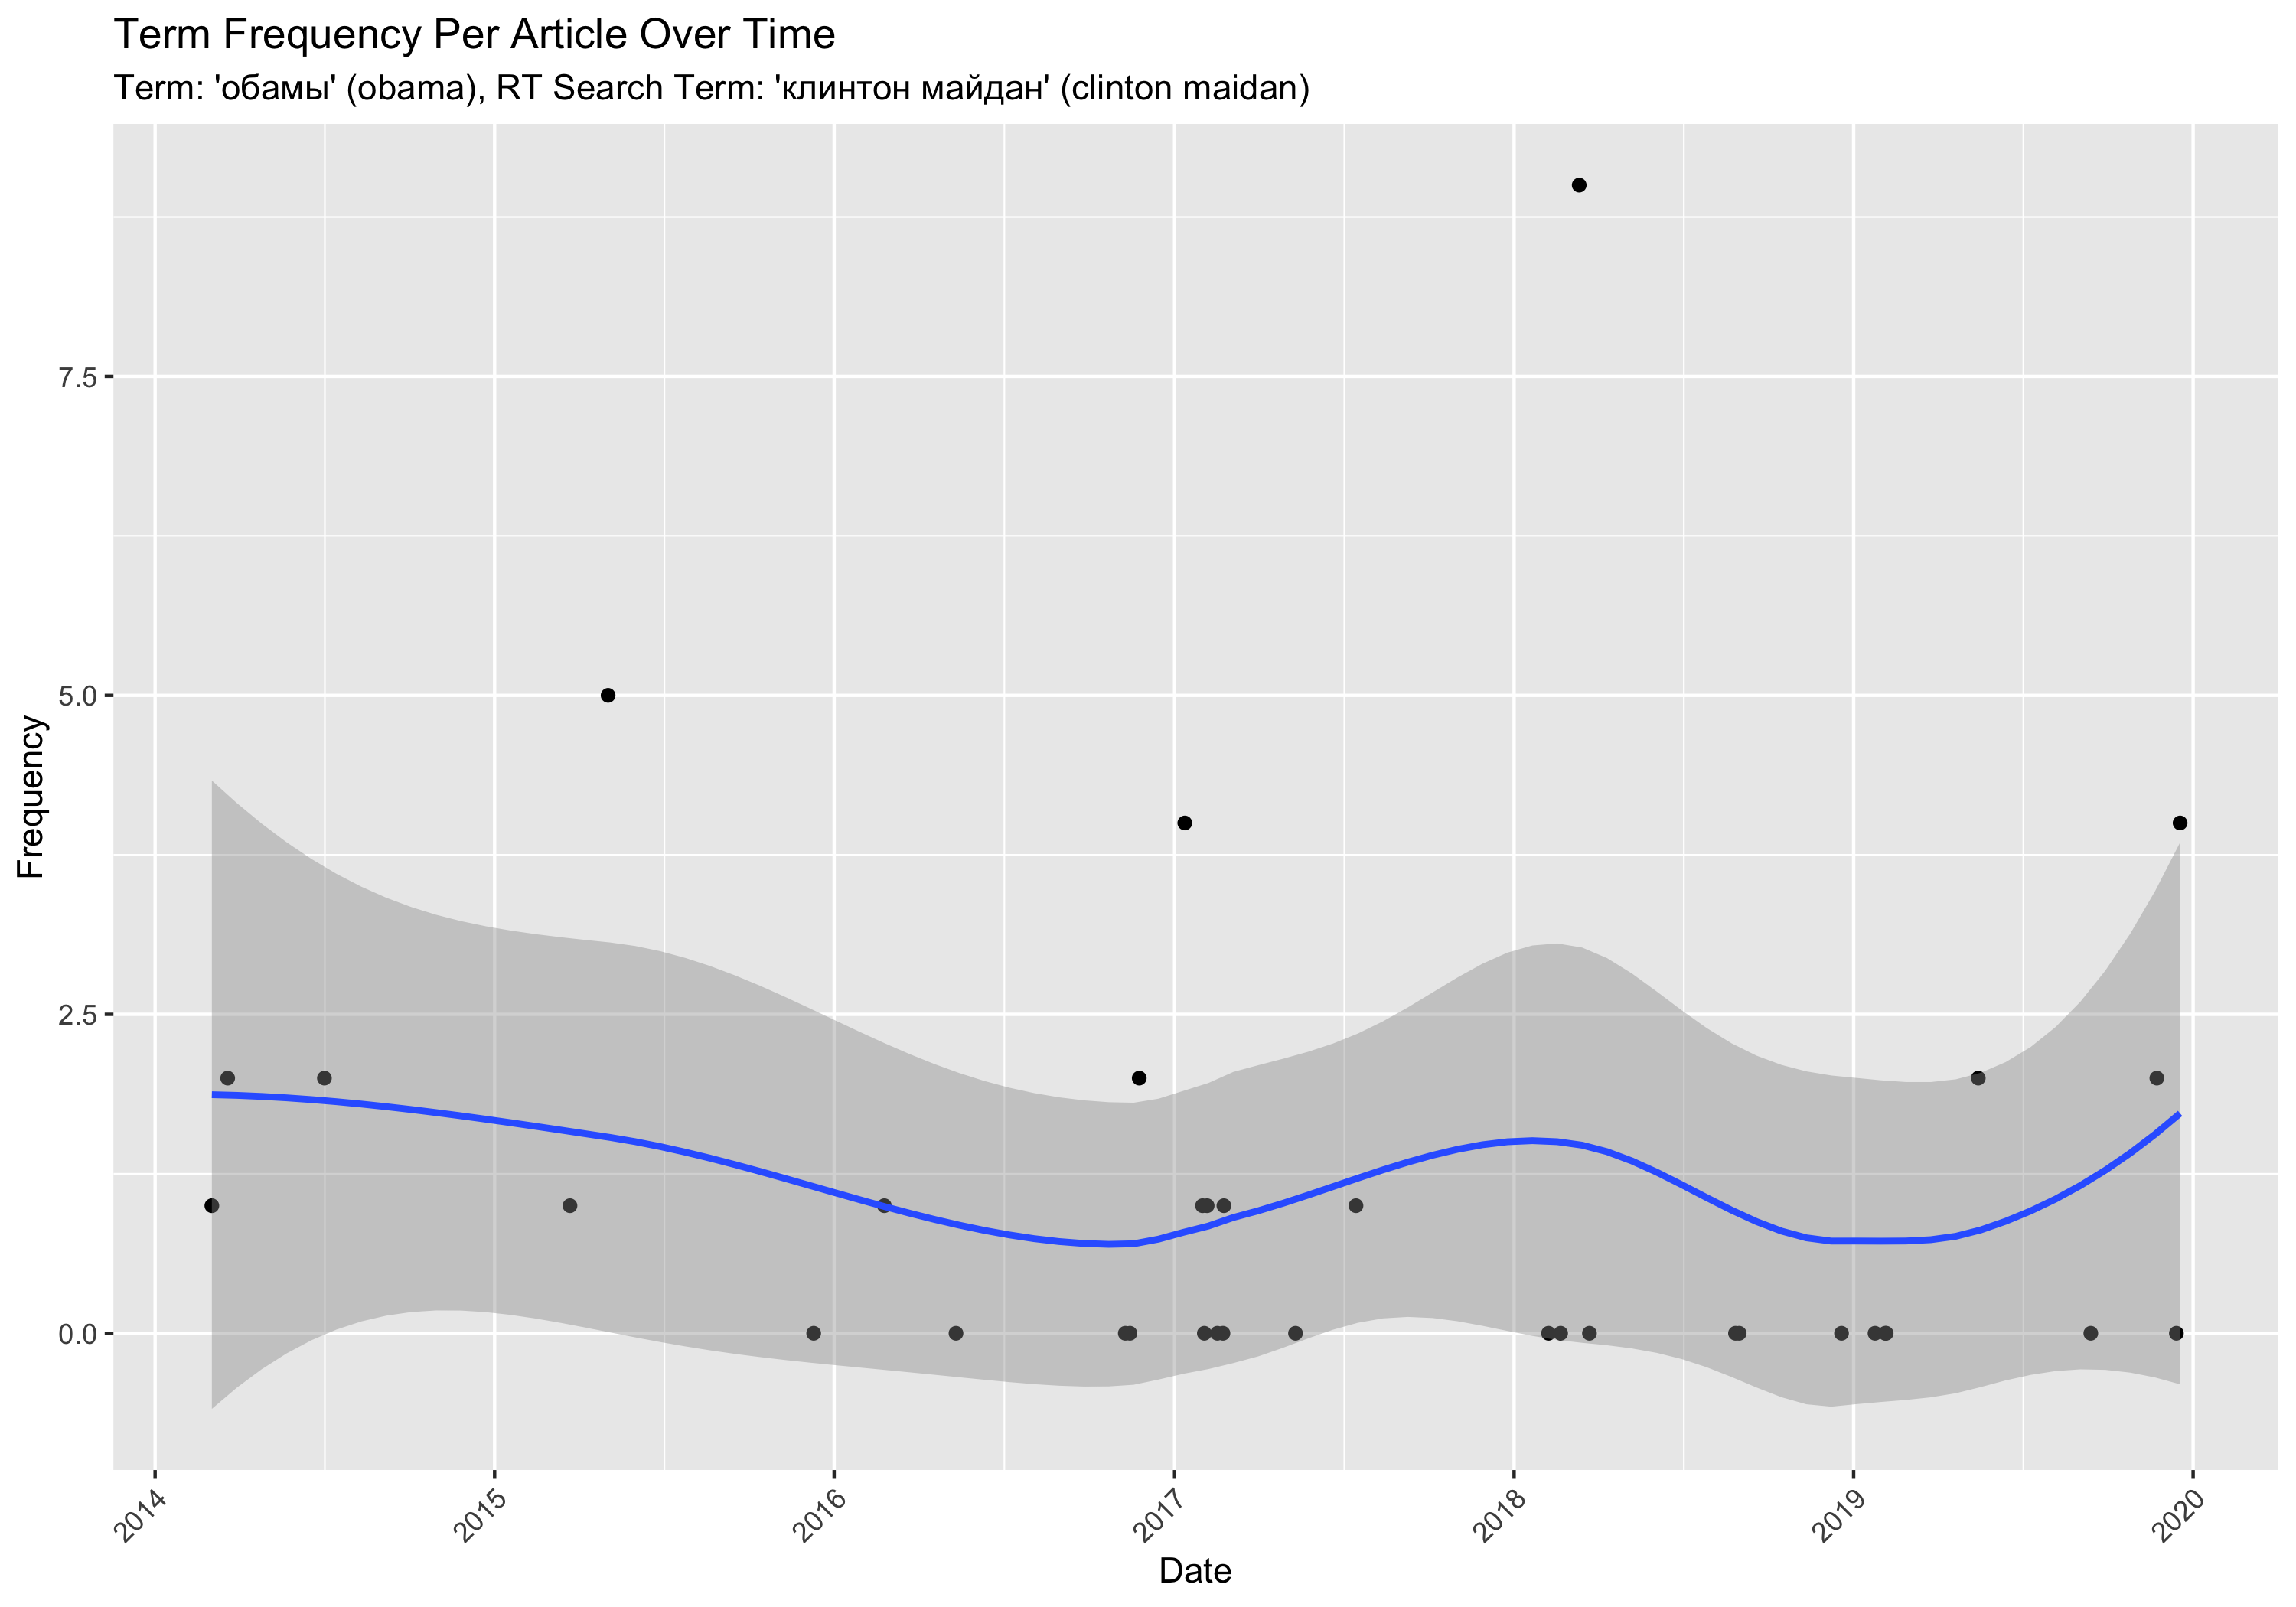 Term Frequency Per Article Over Time
Term: 'обамы' (obama), RT Search Term: 'клинтон майдан' (clinton maidan)
7.5
5.0
2.5
0.0
Frequency
2014
2015
2016
2017
2018
2019
2020
Date